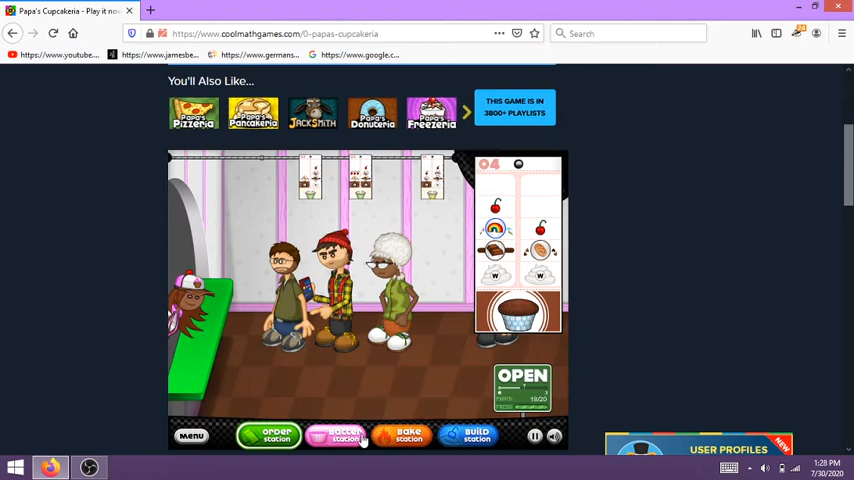 Papa's Cupcakeria - Play it now
https://www.coolmathgames.com/0-papas-cupcakeria
Search
24
https://www.youtube....
https://www.jamesbe...
https://www.germans...
https://www.google.c...
You'll Also Like...
Papa's Pizzeria
Papa's Pancakeria
JACKSMITH
Papa's Donuteria
Papa's Freezeria
THIS GAME IS IN
3800+ PLAYLISTS
04
W W
OPEN
18/20
MENU
ORDER station
BATTER station
BAKE station
BUILD station
USER PROFILES
NEW
1:28 PM
7/30/2020